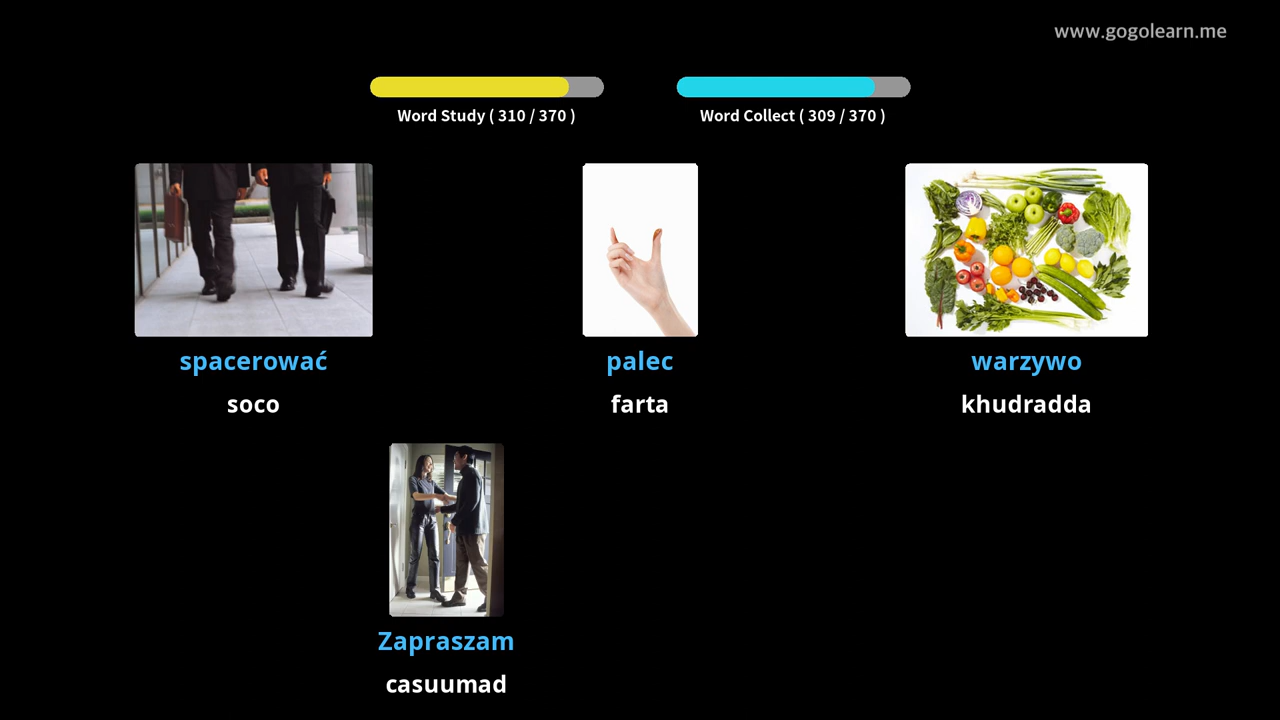 www.gogolearn.me
Word Study ( 310 / 370 )
Word Collect ( 309 / 370 )
spacerować
soco
palec
farta
warzywo
khudradda
Zapraszam
casuumad